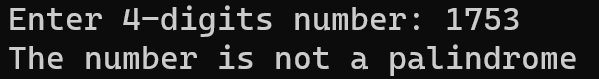 Enter 4-digits number: 1753
The number is not a palindrome